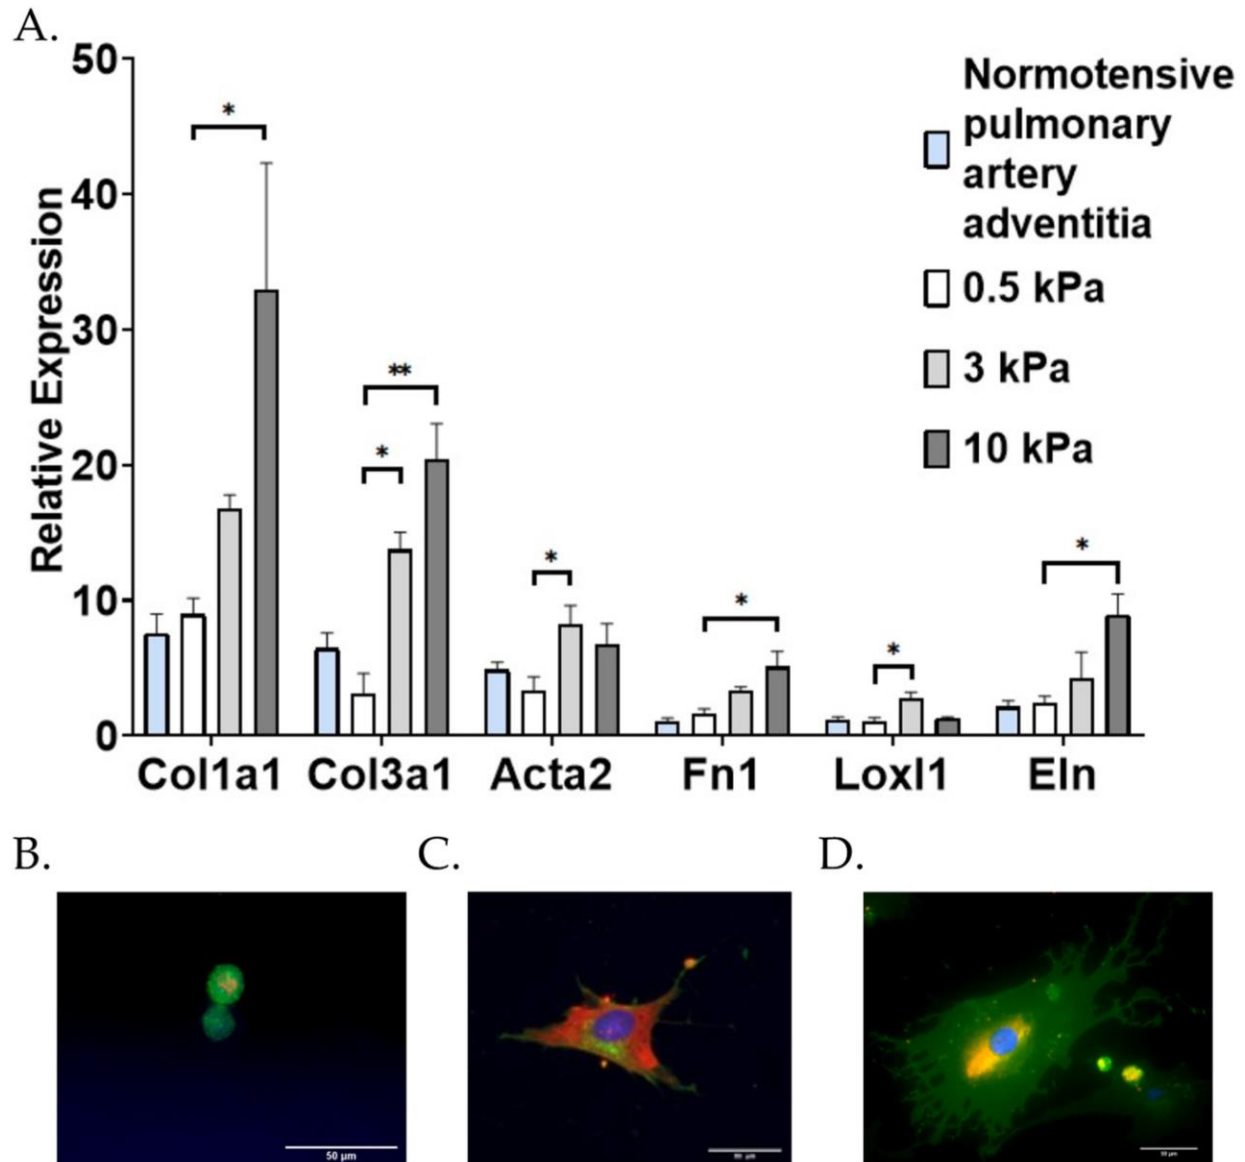 A.
50
40
30
20
10
0
Relative Expression
*
**
*
*
*
*
*
Normotensive
pulmonary
artery
adventitia
0.5 kPa
3 kPa
10 kPa
Col1a1 Col3a1 Acta2 Fn1 Loxl1 Eln
B. C. D.
50 µm